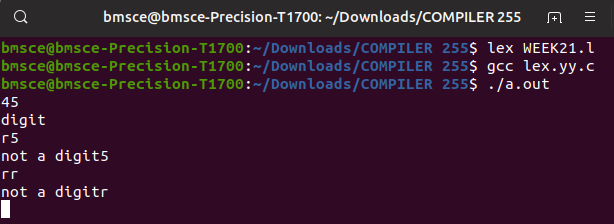 bmsce@bmsce-Precision-T1700: ~/Downloads/COMPILER 255
bmsce@bmsce-Precision-T1700:~/Downloads/COMPILER 255$ lex WEEK21.l
bmsce@bmsce-Precision-T1700:~/Downloads/COMPILER 255$ gcc lex.yy.c
bmsce@bmsce-Precision-T1700:~/Downloads/COMPILER 255$ ./a.out
45
digit
r5
not a digit5
rr
not a digitr